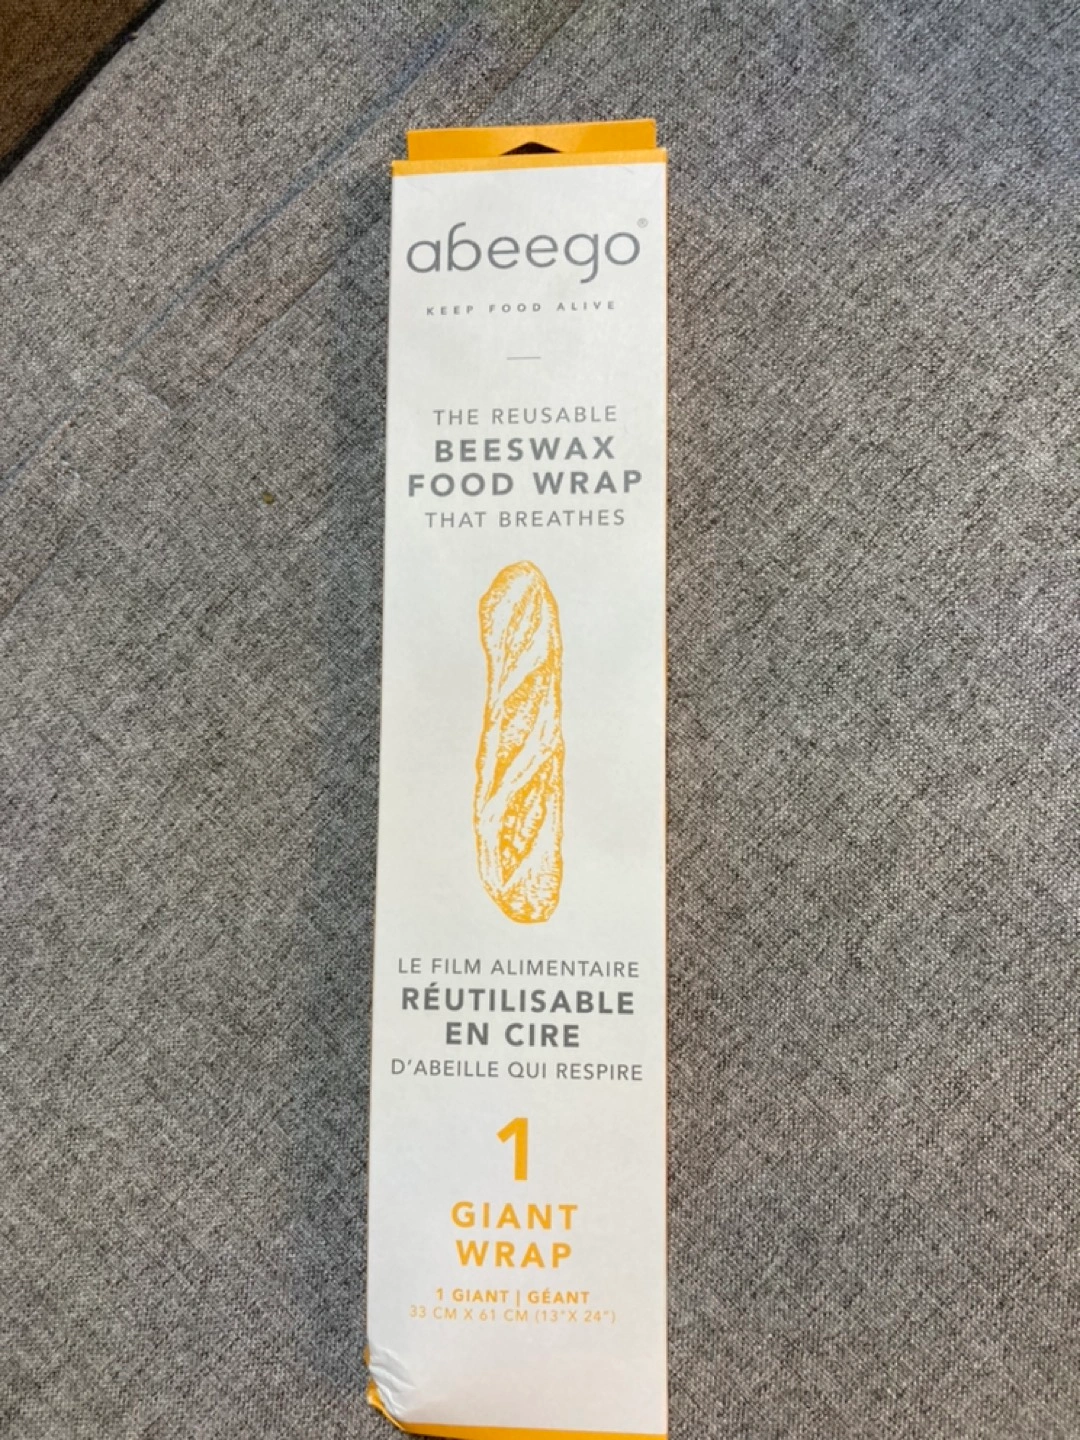 abeego®
KEEP FOOD ALIVE
THE REUSABLE
BEESWAX
FOOD WRAP
THAT BREATHES
LE FILM ALIMENTAIRE
RÉUTILISABLE
EN CIRE
D'ABEILLE QUI RESPIRE
1
GIANT
WRAP
1 GIANT | GÉANT
33 CM X 61 CM (13"X 24")